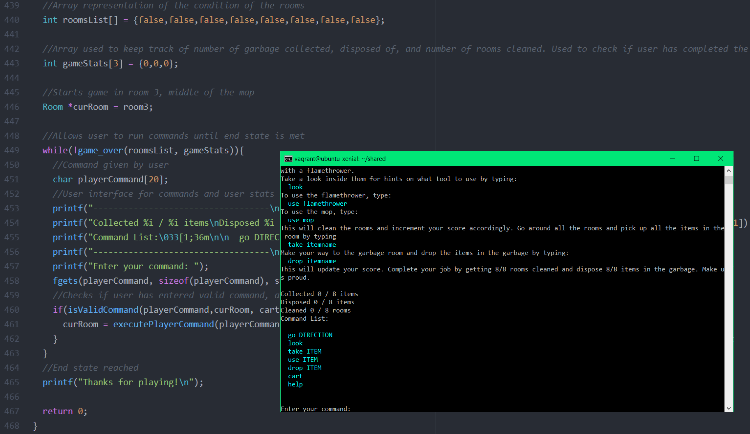 439 //Array representation of the condition of the rooms
440 int roomsList[] = {false,false,false,false,false,false,false,false};
441
442 //Array used to keep track of number of garbage collected, disposed of, and number of rooms cleaned. Used to check if user has completed the
443 int gameStats[3] = {0,0,0};
444
445 //Starts game in room 3, middle of the map
446 Room *curRoom = room3;
447
448 //Allows user to run commands until end state is met
449 while(!game_over(roomsList, gameStats)){
450 //Command given by user
451 char playerCommand[20];
452 //User interface for commands and user stats
453 printf("----------------------------------\n
454 printf("Collected %i / %i items\nDisposed %i 1])
455 printf("Command List:\033[1;36m\n\n go DIREC
456 printf("----------------------------------\n
457 printf("Enter your command: ");
458 fgets(playerCommand, sizeof(playerCommand), s
459 //Checks if user has entered valid command, a
460 if(isValidCommand(playerCommand,curRoom, cart
461 curRoom = executePlayerCommand(playerComman
462 }
463 }
464 //End state reached
465 printf("Thanks for playing!\n");
466
467 return 0;
468 }
vagrant@ubuntu-xenial: ~/shared
with a flamethrower.
Take a look inside them for hints on what tool to use by typing:
look
To use the flamethrower, type:
use flamethrower
To use the mop, type:
use mop
This will clean the rooms and increment your score accordingly. Go around all the rooms and pick up all the items in the
room by typing
take itemname
Make your way to the garbage room and drop the items in the garbage by typing:
drop itemname
This will update your score. Complete your job by getting 8/8 rooms cleaned and dispose 8/8 items in the garbage. Make u
s proud.
Collected 0 / 8 items
Disposed 0 / 8 items
Cleaned 0 / 8 rooms
Command List:
go DIRECTION
look
take ITEM
use ITEM
drop ITEM
cart
help
Enter your command: